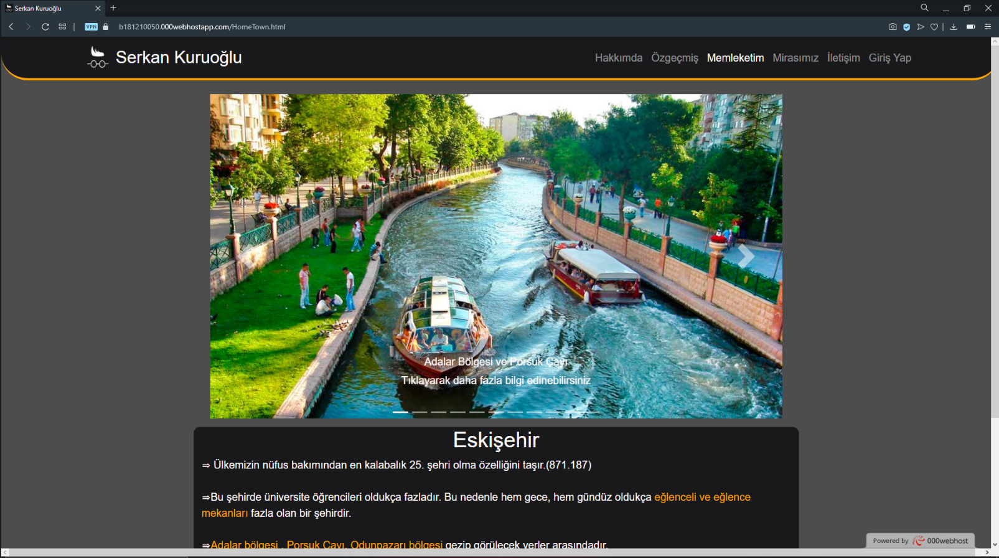 Serkan Kuruoğlu
VPN b181210050.000webhostapp.com/HomeTown.html
Serkan Kuruoğlu
Hakkımda Özgeçmiş Memleketim Mirasımız İletişim Giriş Yap
Adalar Bölgesi ve Porsuk Çayı
Tıklayarak daha fazla bilgi edinebilirsiniz
Eskişehir
⇒ Ülkemizin nüfus bakımından en kalabalık 25. şehri olma özelliğini taşır.(871.187)
⇒Bu şehirde üniversite öğrencileri oldukça fazladır. Bu nedenle hem gece, hem gündüz oldukça eğlenceli ve eğlence
mekanları fazla olan bir şehirdir.
⇒Adalar bölgesi , Porsuk Çayı, Odunpazarı bölgesi gezip görülecek yerler arasındadır.
Powered by 000webhost